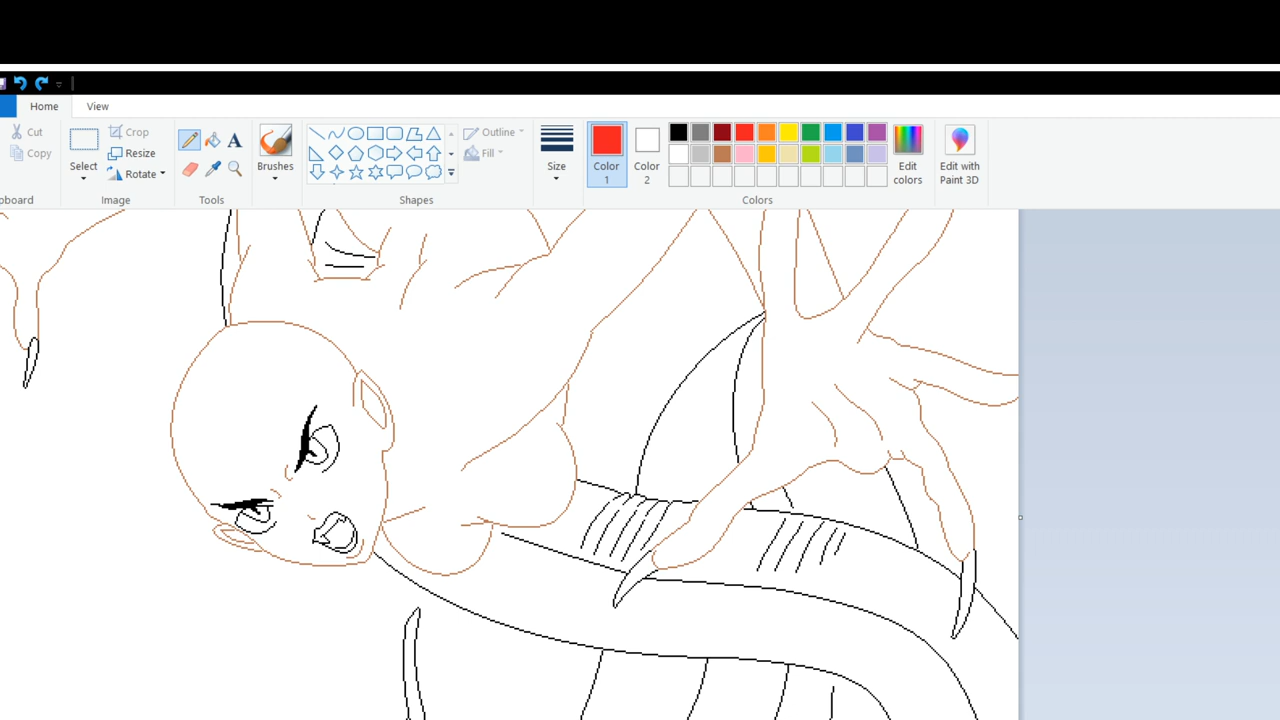 Home View
Cut
Copy
pboard
Select
Crop
Resize
Rotate
Image
A
Tools
Brushes
Outline
Fill
Shapes
Size
Color
1
Color
2
Edit
colors
Colors
Edit with
Paint 3D